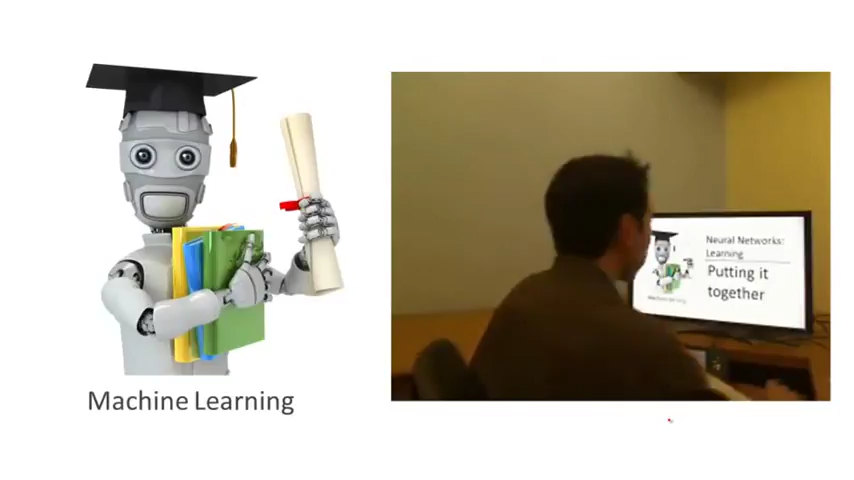 Machine Learning
Neural Networks:
Learning
Putting it
together